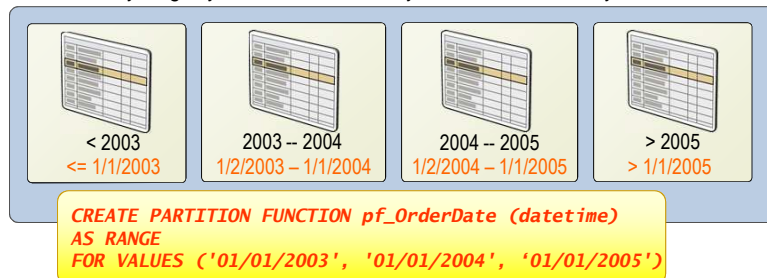 < 2003
<= 1/1/2003
2003 -- 2004
1/2/2003 – 1/1/2004
2004 -- 2005
1/2/2004 – 1/1/2005
> 2005
> 1/1/2005
CREATE PARTITION FUNCTION pf_OrderDate (datetime)
AS RANGE
FOR VALUES ('01/01/2003', '01/01/2004', ‘01/01/2005')